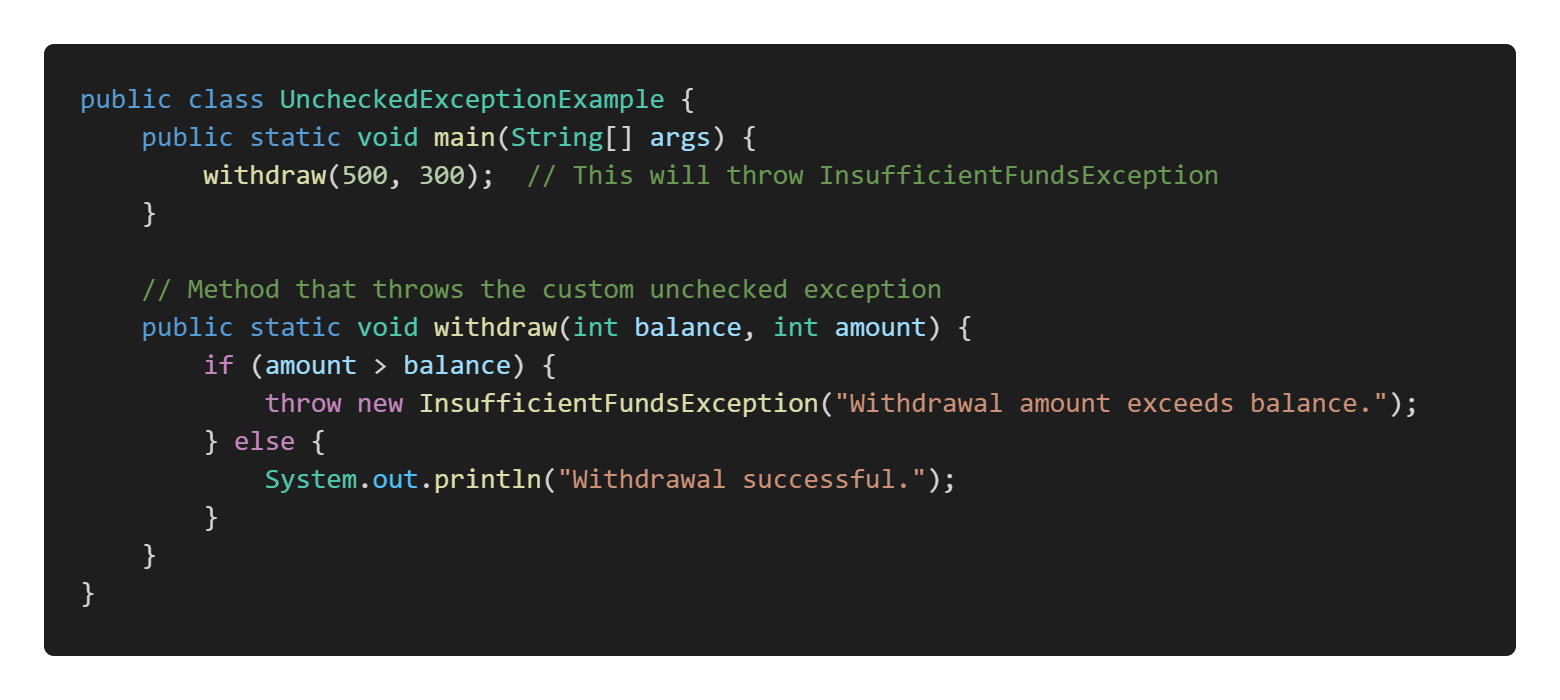 public class UncheckedExceptionExample {
    public static void main(String[] args) {
        withdraw(500, 300);  // This will throw InsufficientFundsException
    }

    // Method that throws the custom unchecked exception
    public static void withdraw(int balance, int amount) {
        if (amount > balance) {
            throw new InsufficientFundsException("Withdrawal amount exceeds balance.");
        } else {
            System.out.println("Withdrawal successful.");
        }
    }
}